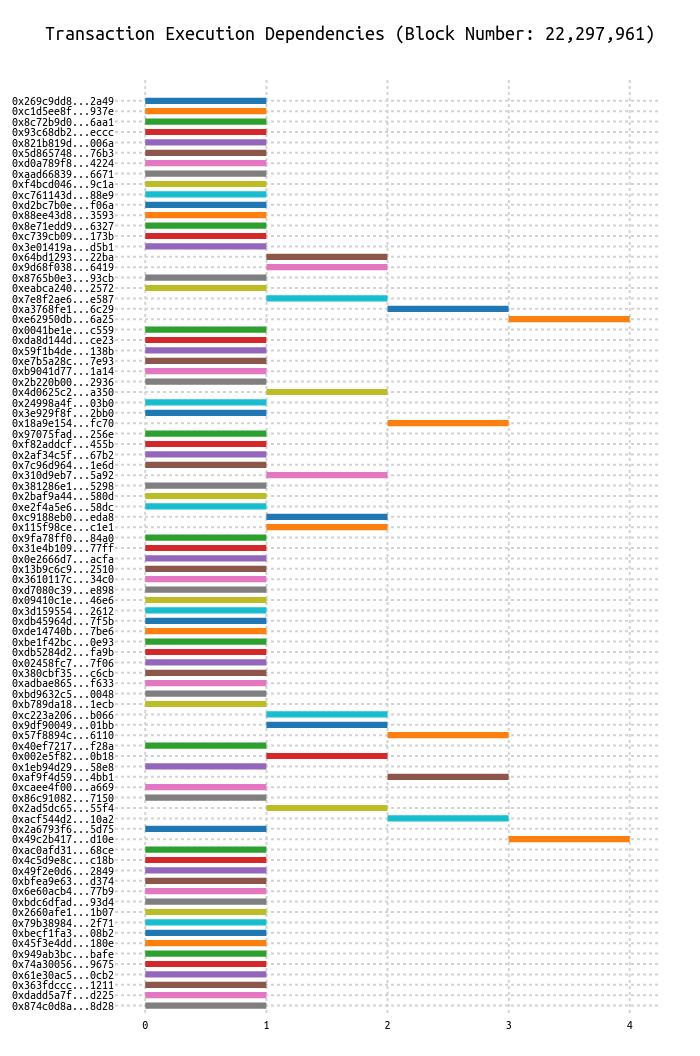 Transaction Execution Dependencies (Block Number: 22,297,961)
0x269c9dd8...2a49
0xc1d5ee8f...937e
0x8c72b9d0...6aa1
0x93c68db2...eccc
0x821b819d...006a
0x5d865748...76b3
0xd0a789f8...4224
0xaad66839...6671
0xf4bcd046...9c1a
0xc761143d...88e9
0xd2bc7b0e...f06a
0x88ee43d8...3593
0x8e71edd9...6327
0xc739cb09...173b
0x3e01419a...d5b1
0x64bd1293...22ba
0x9d68f038...6419
0x8765b0e3...93cb
0xeabca240...2572
0x7e8f2ae6...e587
0xa3768fe1...6c29
0xe62950db...6a25
0x0041be1e...c559
0xda8d144d...ce23
0x59f1b4de...138b
0xe7b5a28c...7e93
0xb9041d77...1a14
0x2b220b00...2936
0x4d0625c2...a350
0x24998a4f...03b0
0x3e929f8f...2bb0
0x18a9e154...fc70
0x97075fad...256e
0xf82addcf...455b
0x2af34c5f...67b2
0x7c96d964...1e6d
0x310d9eb7...5a92
0x381286e1...5298
0x2baf9a44...580d
0xe2f4a5e6...58dc
0xc9188eb0...eda8
0x115f98ce...c1e1
0x9fa78ff0...84a0
0x31e4b109...77ff
0x0e2666d7...acfa
0x13b9c6c9...2510
0x3610117c...34c0
0xd7080c39...e898
0x09410c1e...46e6
0x3d159554...2612
0xdb45964d...7f5b
0xde14740b...7be6
0xbe1f42bc...0e93
0xdb5284d2...fa9b
0x02458fc7...7f06
0x380cbf35...c6cb
0xadbae865...f633
0xbd9632c5...0048
0xb789da18...1ecb
0xc223a206...b066
0x9df90049...01bb
0x57f8894c...6110
0x40ef7217...f28a
0x002e5f82...0b18
0x1eb94d29...58e8
0xaf9f4d59...4bb1
0xcaee4f00...a669
0x86c91082...7150
0x2ad5dc65...55f4
0xacf544d2...10a2
0x2a6793f6...5d75
0x49c2b417...d10e
0xac0afd31...68ce
0x4c5d9e8c...c18b
0x49f2e0d6...2849
0xbfea9e63...d374
0x6e60acb4...77b9
0xbdc6dfad...93d4
0x2660afe1...1b07
0x79b38984...2f71
0xbecf1fa3...08b2
0x45f3e4dd...180e
0x949ab3bc...bafe
0x74a30056...9675
0x61e30ac5...0cb2
0x363fdccc...1211
0xdadd5a7f...d225
0x874c0d8a...8d28
0 1 2 3 4